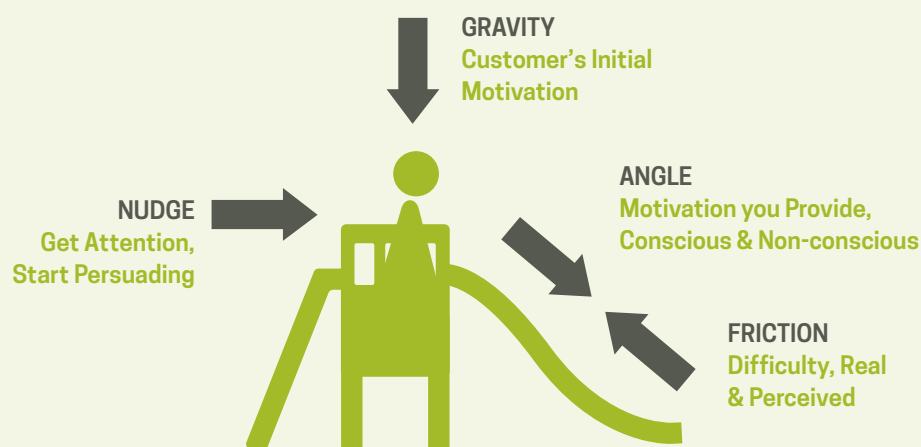 GRAVITY
Customer's Initial
Motivation
NUDGE
Get Attention,
Start Persuading
ANGLE
Motivation you Provide,
Conscious & Non-conscious
FRICTION
Difficulty, Real
& Perceived